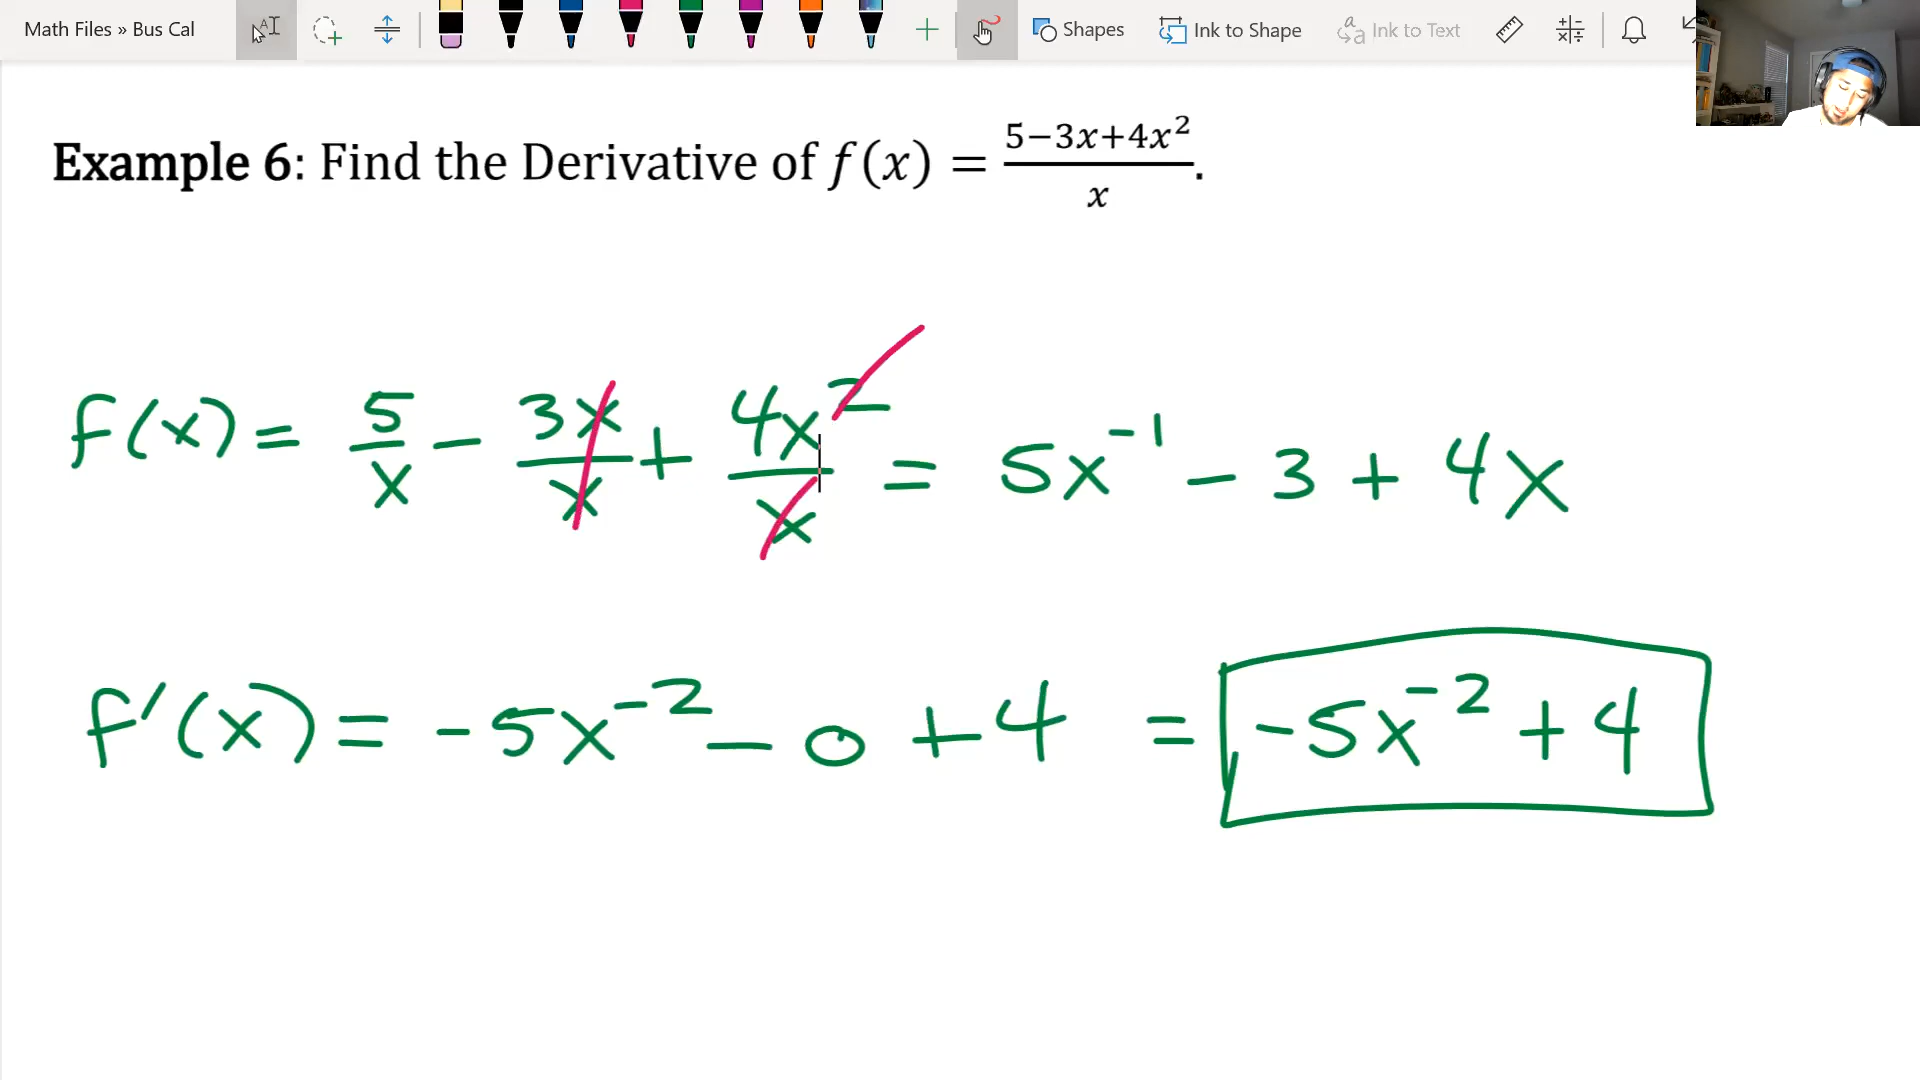 Math Files » Bus Cal Shapes Ink to Shape Ink to Text
Example 6: Find the Derivative of f(x) = (5−3x+4x²)/x.
f(x) = 5/x − 3x/x + 4x²/x = 5x⁻¹ − 3 + 4x
f'(x) = -5x⁻² − 0 + 4 = -5x⁻² + 4